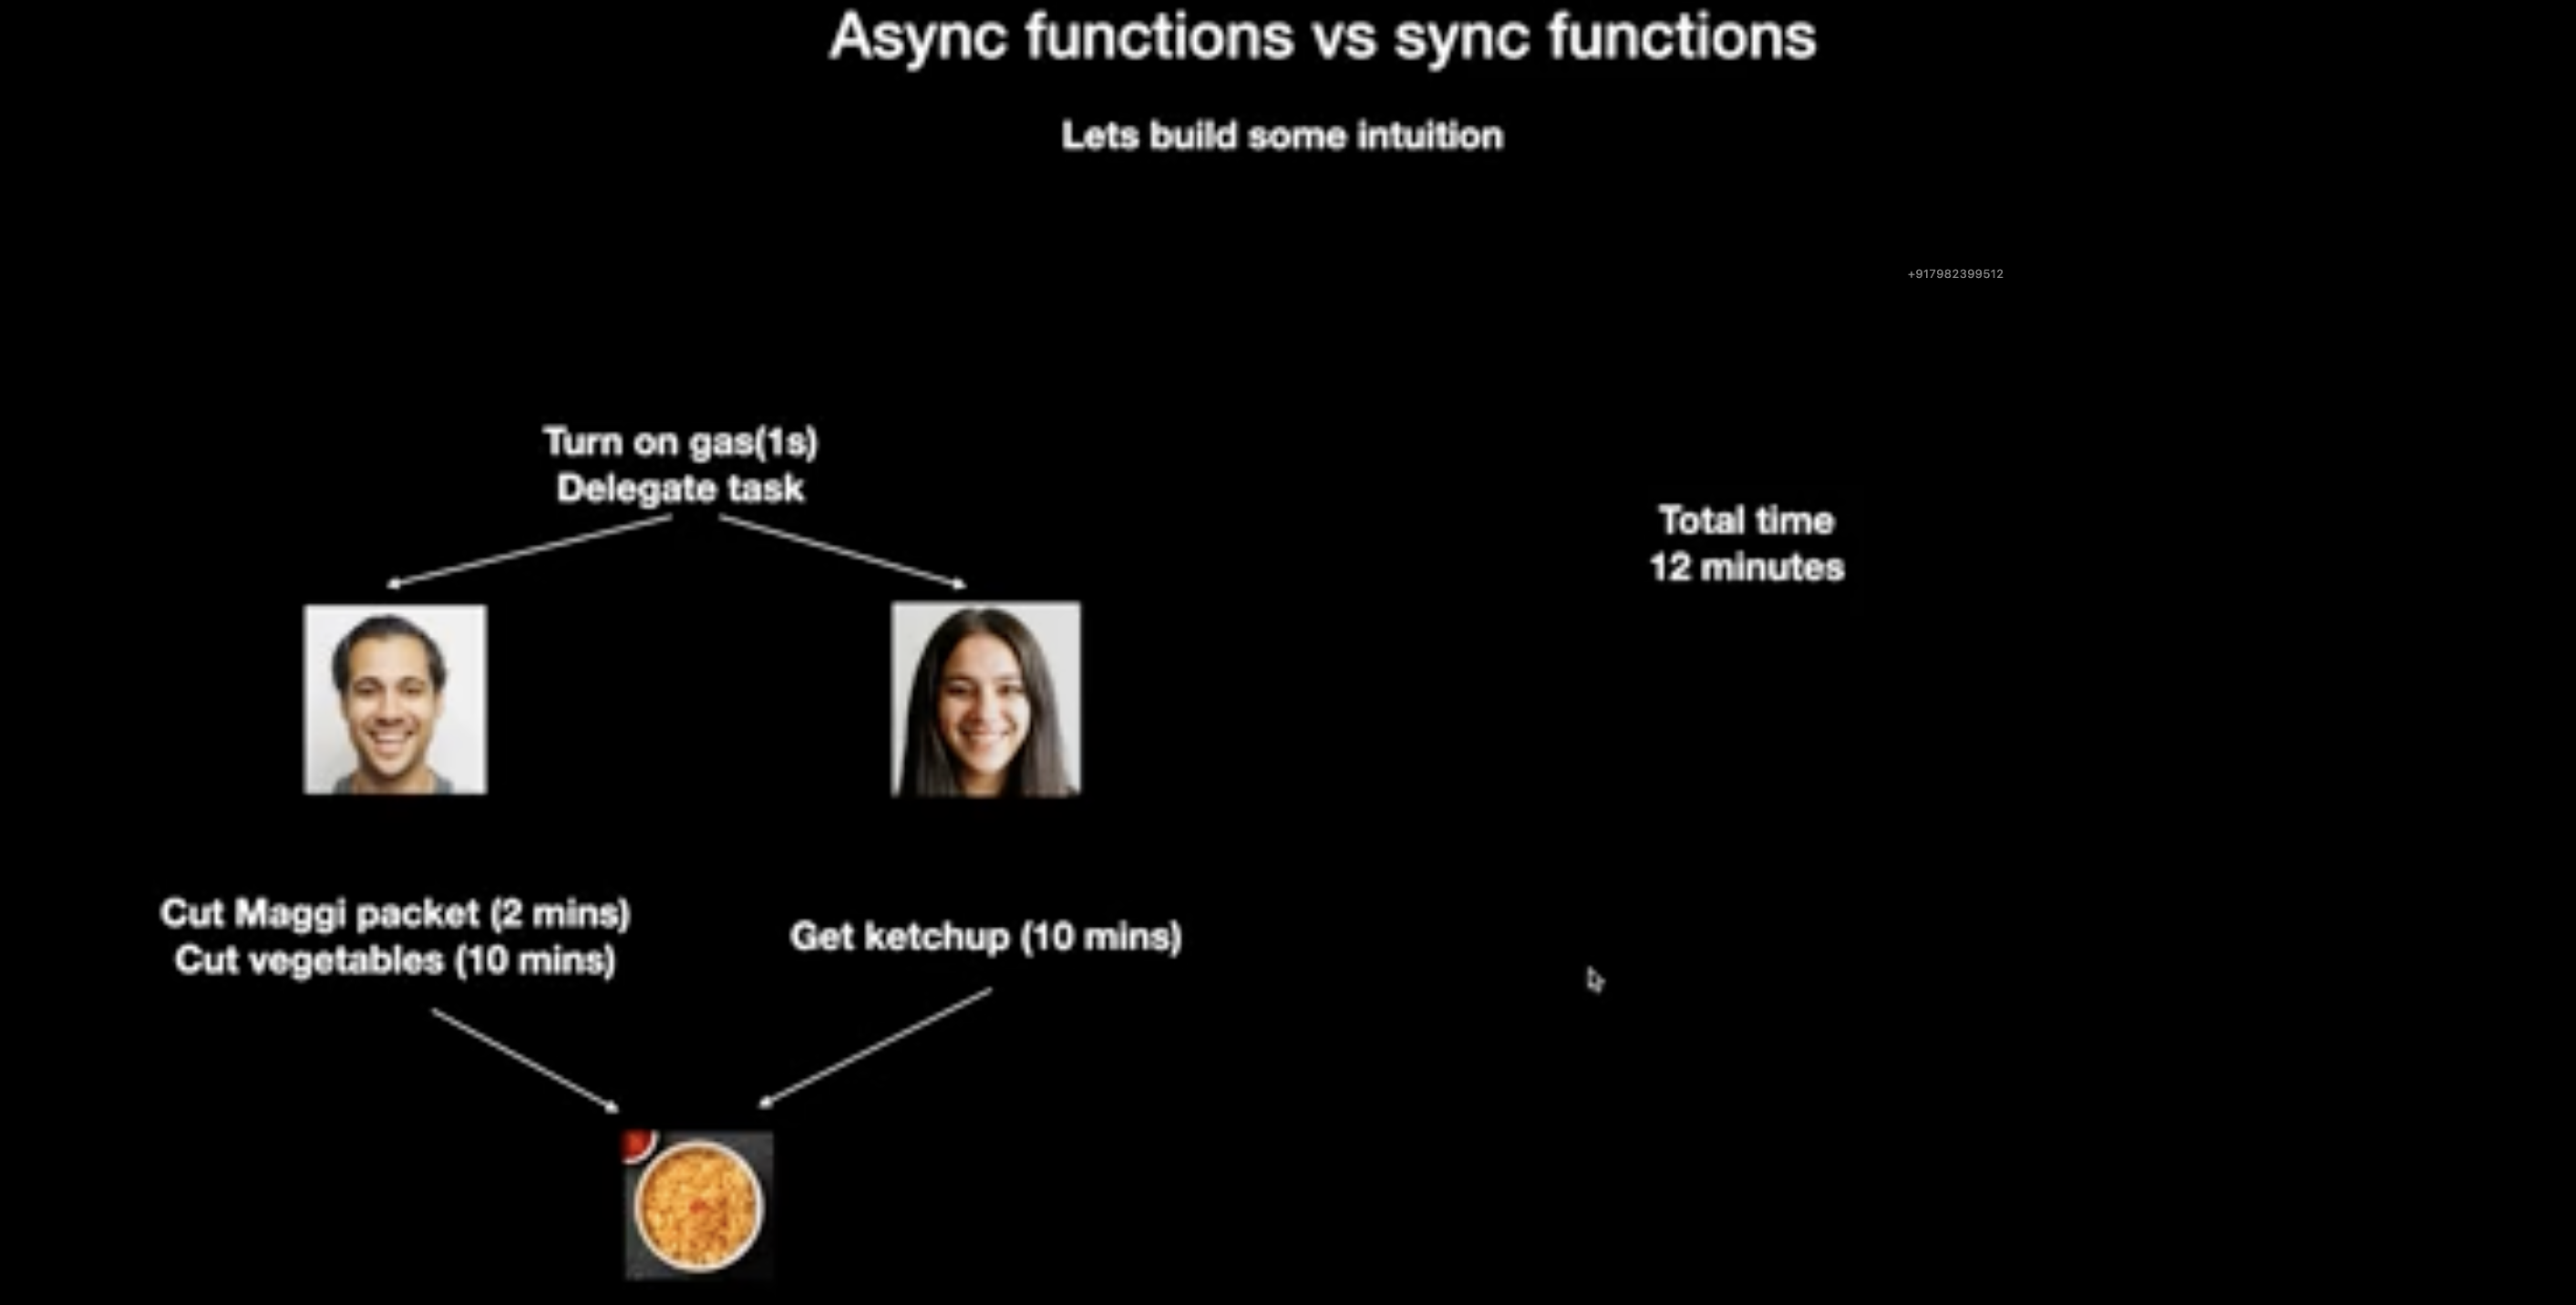 Async functions vs sync functions
Lets build some intuition
+917982399512
Turn on gas(1s)
Delegate task
Total time
12 minutes
Cut Maggi packet (2 mins)
Cut vegetables (10 mins)
Get ketchup (10 mins)